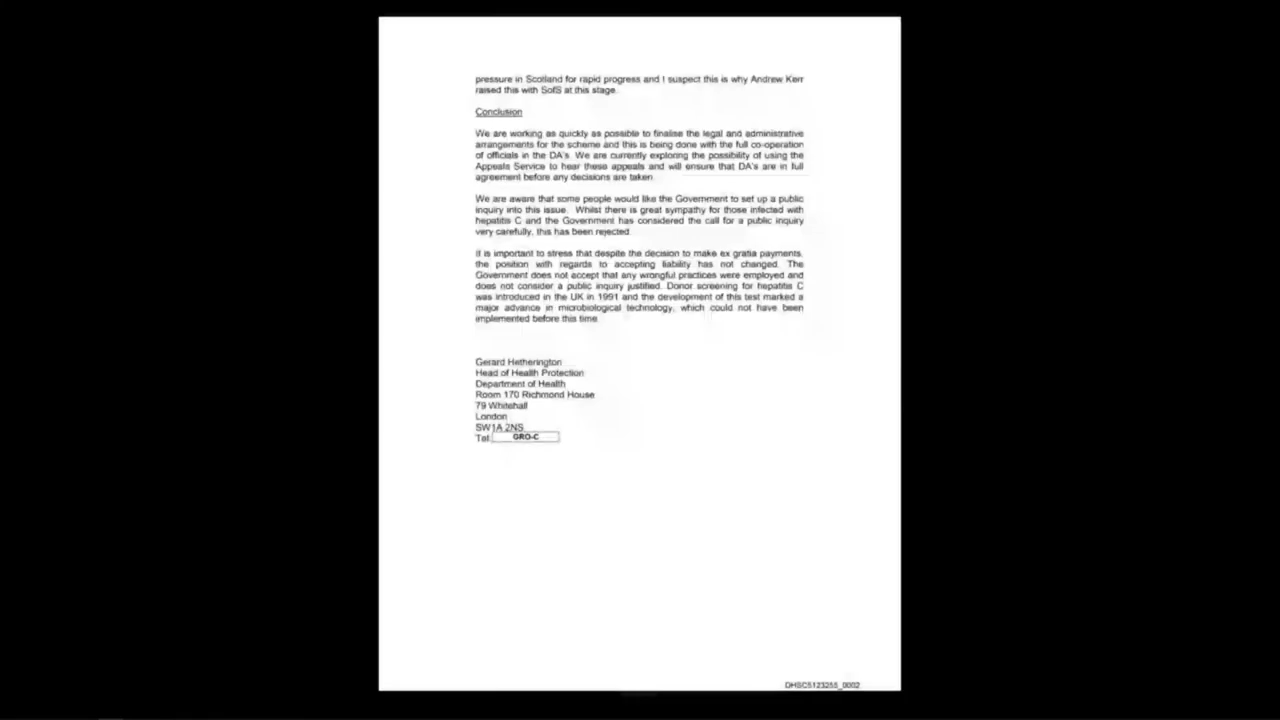 pressure in Scotland for rapid progress and I suspect this is why Andrew Kerr
raised this with SofS at this stage.
Conclusion
We are working as quickly as possible to finalise the legal and administrative
arrangements for the scheme and this is being done with the full co-operation
of officials in the DA's. We are currently exploring the possibility of using the
Appeals Service to hear these appeals and will ensure that DA's are in full
agreement before any decisions are taken.
We are aware that some people would like the Government to set up a public
inquiry into this issue. Whilst there is great sympathy for those infected with
hepatitis C and the Government has considered the call for a public inquiry
very carefully, this has been rejected.
It is important to stress that despite the decision to make ex gratia payments,
the position with regards to accepting liability has not changed. The
Government does not accept that any wrongful practices were employed and
does not consider a public inquiry justified. Donor screening for hepatitis C
was introduced in the UK in 1991 and the development of this test marked a
major advance in microbiological technology, which could not have been
implemented before this time.
Gerard Hetherington
Head of Health Protection
Department of Health
Room 170 Richmond House
79 Whitehall
London
SW1A 2NS
Tel: GRO-C
DHSC5123255_0002